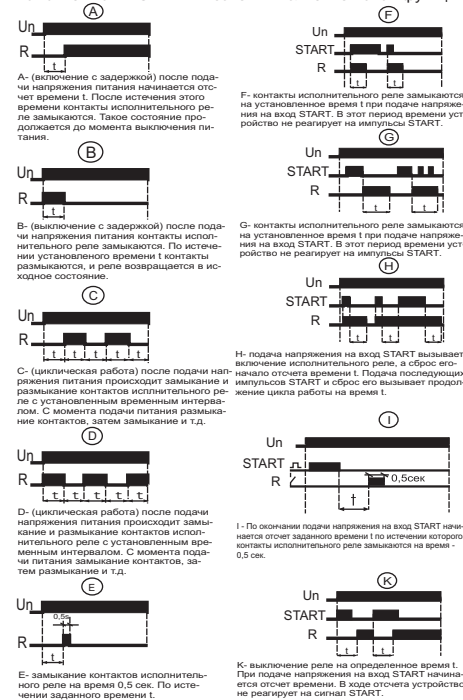 A
Un
R
t
А- (включение с задержкой) после пода-
чи напряжения питания начинается отс-
чет времени t. После истечения этого
времени контакты исполнительного ре-
ле замыкаются. Такое состояние про-
должается до момента выключения пи-
тания.
B
Un
R
t
В- (выключение с задержкой) после пода-
чи напряжения питания контакты испол-
нительного реле замыкаются. По истече-
нии установленого времени t контакты
размыкаются, и реле возвращается в ис-
ходное состояние.
C
Un
R
t t t t t
С- (циклическая работа) после подачи нап-
ряжения питания происходит замыкание и
размыкание контактов исплнительного ре-
ле с установленным временным интерва-
лом. С момента подачи питания размыка-
ние контактов, затем замыкание и т.д.
D
Un
R
t t t t t
D- (циклическая работа) после подачи
напряжения питания происходит замы-
кание и размыкание контактов испол-
нительного реле с установленным вре-
менным интервалом. С момента пода-
чи питания замыкание контактов, за-
тем размыкание и т.д.
E
Un
0,5s
R
t
Е- замыкание контактов исполнитель-
ного реле на время 0,5 сек. По исте-
чении заданного времени t.
F
Un
START
R
t t
F- контакты исполнительного реле замыкаются
на установленное время t при подаче напряже-
ния на вход START. В этот период времени уст-
ройство не реагирует на импульсы START.
G
Un
START
R
t t
G- контакты исполнительного реле замыкаются
на установленное время t при подаче напряже-
ния на вход START. В этот период времени уст-
ройство не реагирует на импульсы START.
H
Un
START
R
t t t
H- подача напряжения на вход START вызывает
включение исполнительного реле, а сброс его-
начало отсчета времени t. Подача последующих
импульсов START и сброс его вызывает продол-
жение цикла работы на время t.
I
Un
START
R
0,5сек
t
I - По окончании подачи напряжения на вход START начи-
нается отсчет заданного времени t по истечении которого
контакты исполнительного реле замыкаются на время -
0,5 сек.
K
Un
START
R
t t
K- выключение реле на определенное время t.
При подаче напряжения на вход START начина-
ется отсчет времени. В ходе отсчета устройство
не реагирует на сигнал START.